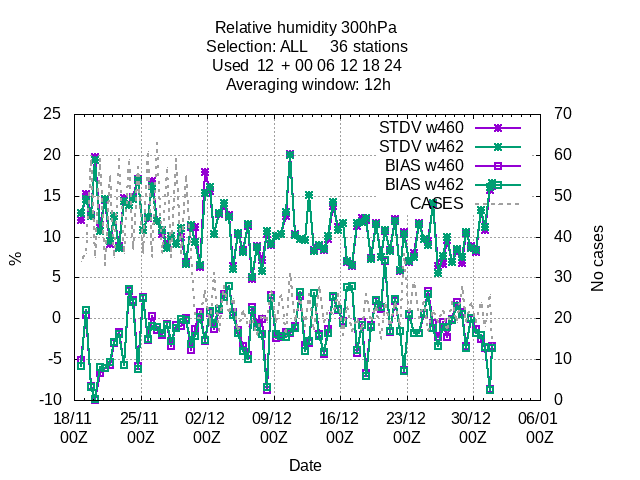 Relative humidity 300hPa
Selection: ALL     36 stations
Used  12  + 00 06 12 18 24
Averaging window: 12h
25
20
15
10
5
0
-5
-10
%
70
60
50
40
30
20
10
0
No cases
STDV w460
STDV w462
BIAS w460
BIAS w462
CASES
18/11 25/11 02/12 09/12 16/12 23/12 30/12 06/01
00Z 00Z 00Z 00Z 00Z 00Z 00Z 00Z
Date